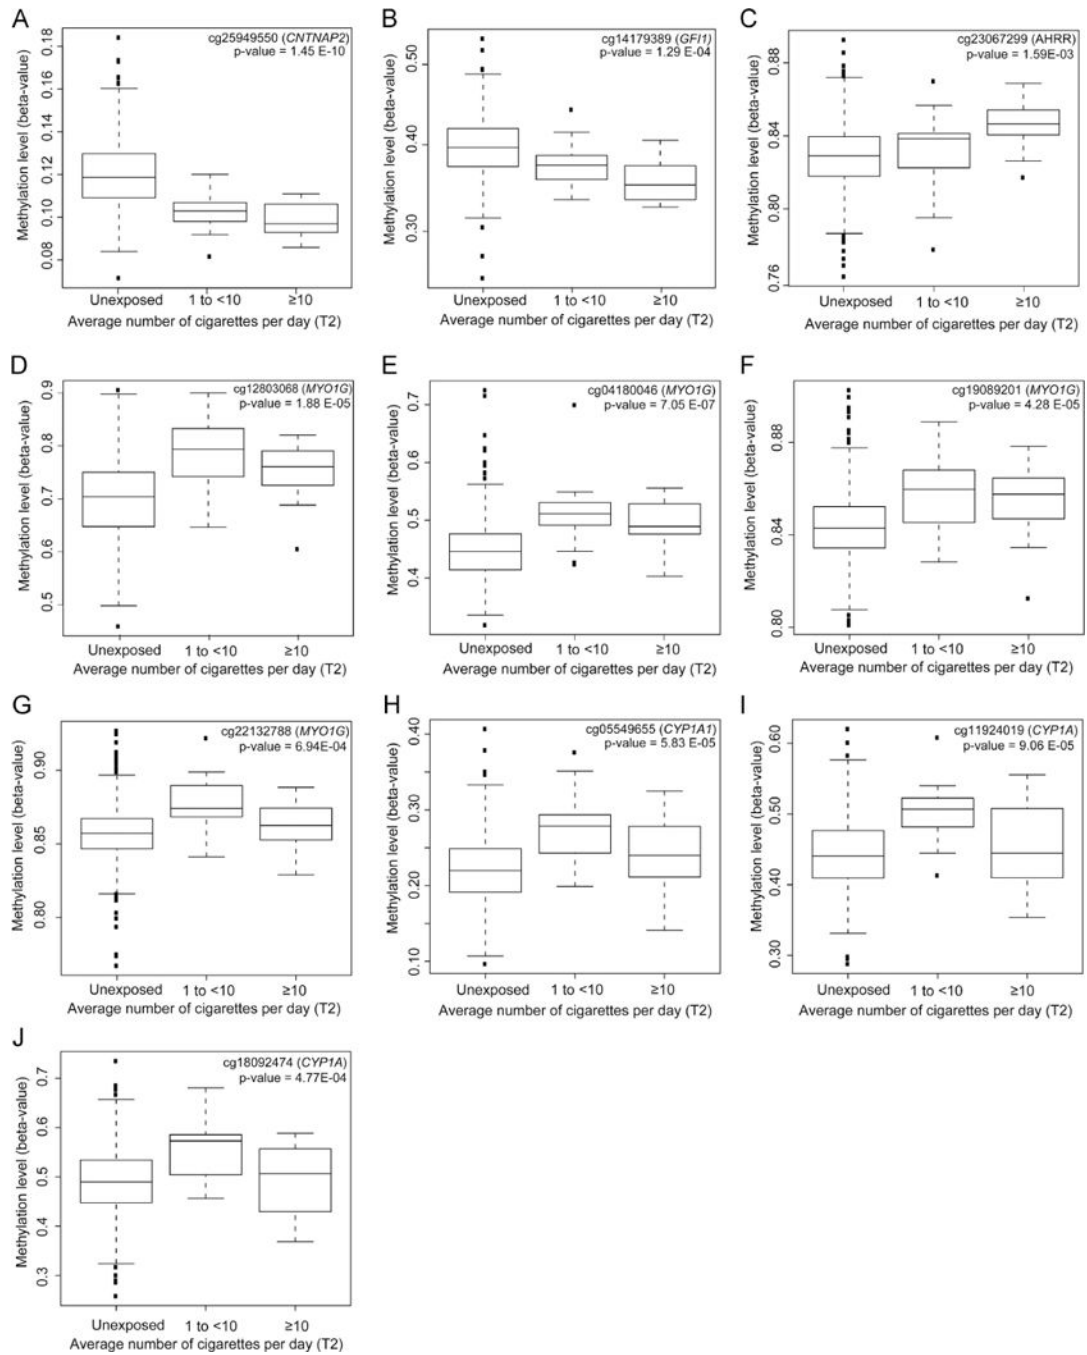 A
cg25949550 (CNTNAP2)
p-value = 1.45 E-10
Methylation level (beta-value)
0.18
0.16
0.14
0.12
0.10
0.08
Unexposed 1 to <10 ≥10
Average number of cigarettes per day (T2)
B
cg14179389 (GFI1)
p-value = 1.29 E-04
Methylation level (beta-value)
0.50
0.40
0.30
Unexposed 1 to <10 ≥10
Average number of cigarettes per day (T2)
C
cg23067299 (AHRR)
p-value = 1.59E-03
Methylation level (beta-value)
0.88
0.84
0.80
0.76
Unexposed 1 to <10 ≥10
Average number of cigarettes per day (T2)
D
cg12803068 (MYO1G)
p-value = 1.88 E-05
Methylation level (beta-value)
0.9
0.8
0.7
0.6
0.5
Unexposed 1 to <10 ≥10
Average number of cigarettes per day (T2)
E
cg04180046 (MYO1G)
p-value = 7.05 E-07
Methylation level (beta-value)
0.7
0.6
0.5
0.4
Unexposed 1 to <10 ≥10
Average number of cigarettes per day (T2)
F
cg19089201 (MYO1G)
p-value = 4.28 E-05
Methylation level (beta-value)
0.88
0.84
0.80
Unexposed 1 to <10 ≥10
Average number of cigarettes per day (T2)
G
cg22132788 (MYO1G)
p-value = 6.94E-04
Methylation level (beta-value)
0.90
0.85
0.80
Unexposed 1 to <10 ≥10
Average number of cigarettes per day (T2)
H
cg05549655 (CYP1A1)
p-value = 5.83 E-05
Methylation level (beta-value)
0.40
0.30
0.20
0.10
Unexposed 1 to <10 ≥10
Average number of cigarettes per day (T2)
I
cg11924019 (CYP1A)
p-value = 9.06 E-05
Methylation level (beta-value)
0.60
0.50
0.40
0.30
Unexposed 1 to <10 ≥10
Average number of cigarettes per day (T2)
J
cg18092474 (CYP1A)
p-value = 4.77E-04
Methylation level (beta-value)
0.7
0.6
0.5
0.4
0.3
Unexposed 1 to <10 ≥10
Average number of cigarettes per day (T2)